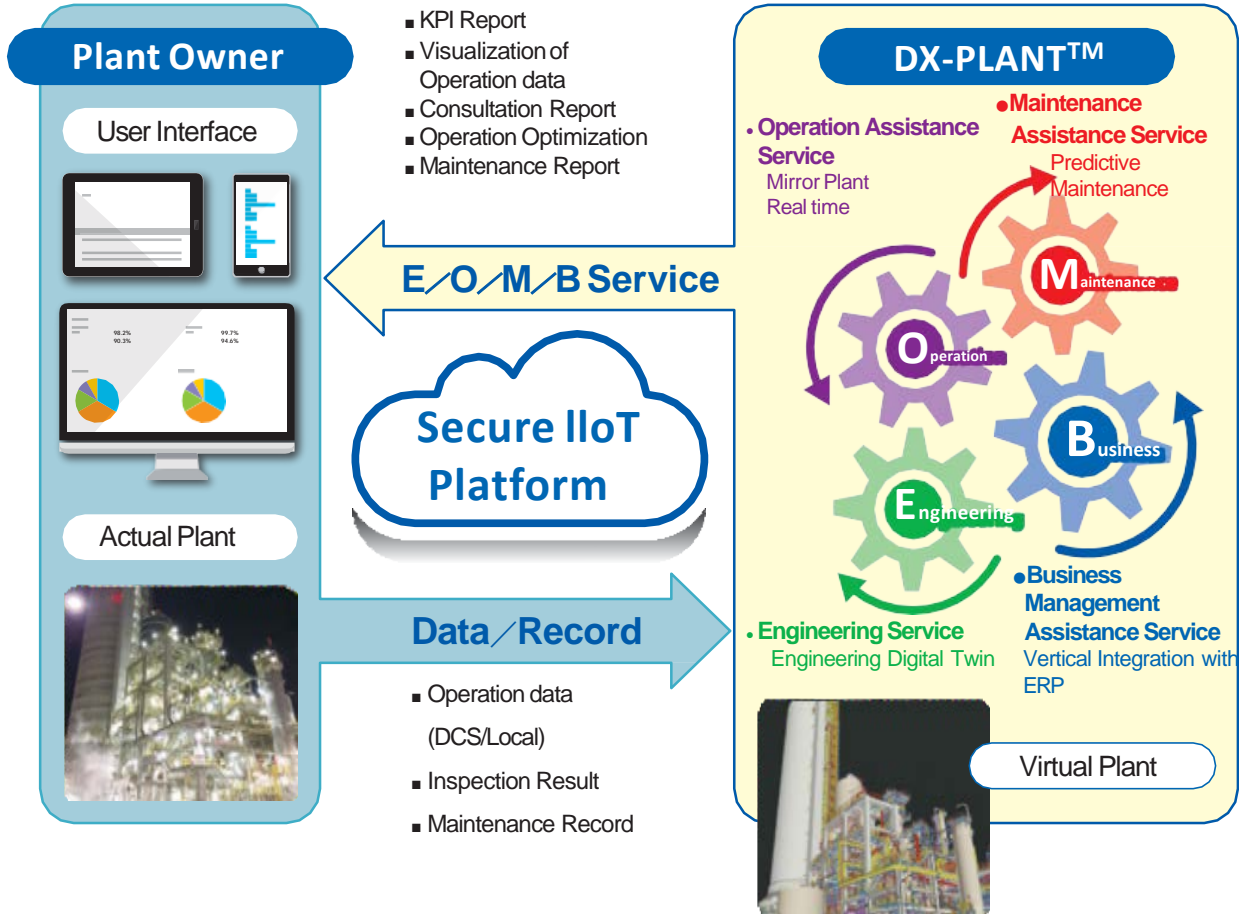 Plant Owner
User Interface
98.2%
90.3%
99.7%
94.6%
Actual Plant
■ KPI Report
■ Visualization of
Operation data
■ Consultation Report
■ Operation Optimization
■ Maintenance Report
E／O／M／B Service
Secure IIoT
Platform
Data／Record
■ Operation data
(DCS/Local)
■ Inspection Result
■ Maintenance Record
DX-PLANT™
• Operation Assistance
Service
Mirror Plant
Real time
●Maintenance
Assistance Service
Predictive
Maintenance
Maintenance
Operation
Business
Engineering
• Engineering Service
Engineering Digital Twin
●Business
Management
Assistance Service
Vertical Integration with
ERP
Virtual Plant